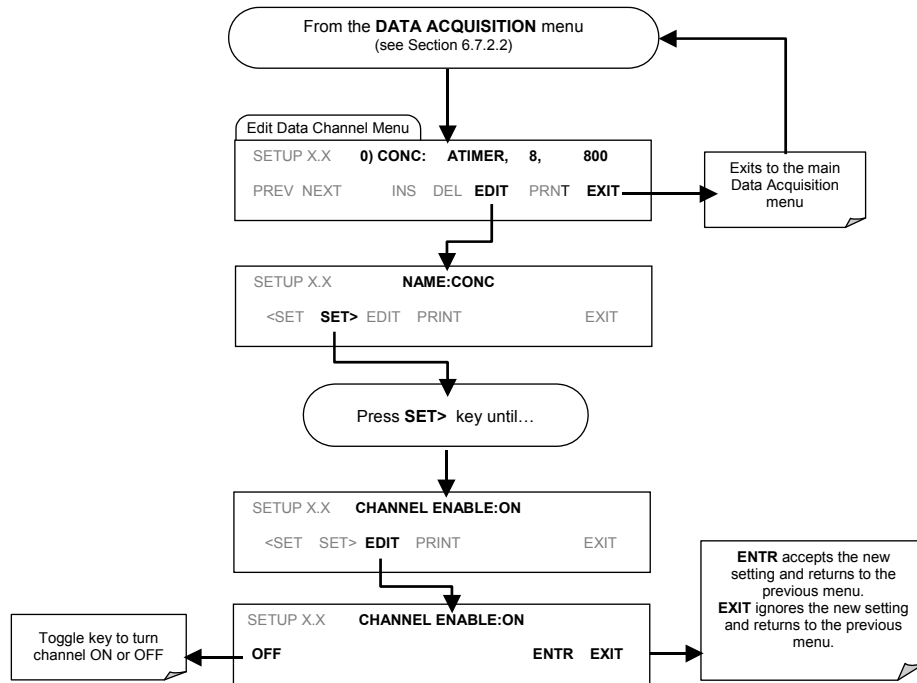 From the DATA ACQUISITION menu
(see Section 6.7.2.2)
Edit Data Channel Menu
SETUP X.X 0) CONC: ATIMER, 8, 800
PREV NEXT INS DEL EDIT PRNT EXIT
Exits to the main
Data Acquisition
menu
SETUP X.X NAME:CONC
<SET SET> EDIT PRINT EXIT
Press SET> key until…
SETUP X.X CHANNEL ENABLE:ON
<SET SET> EDIT PRINT EXIT
SETUP X.X CHANNEL ENABLE:ON
OFF ENTR EXIT
Toggle key to turn
channel ON or OFF
ENTR accepts the new
setting and returns to the
previous menu.
EXIT ignores the new setting
and returns to the previous
menu.